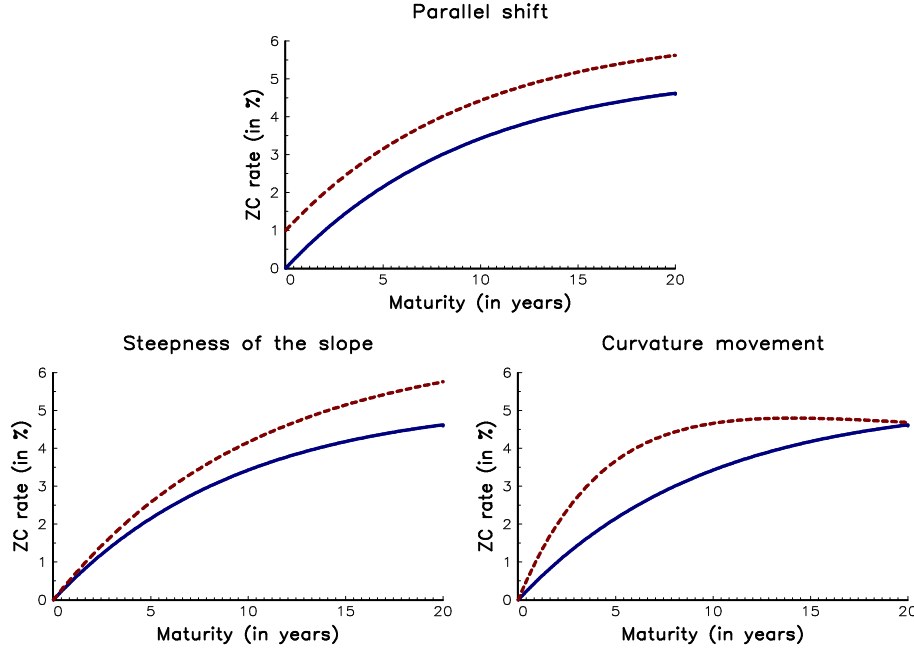 Parallel shift
6
5
4
3
2
1
0
ZC rate (in %)
0 5 10 15 20
Maturity (in years)
Steepness of the slope
6
5
4
3
2
1
0
ZC rate (in %)
0 5 10 15 20
Maturity (in years)
Curvature movement
6
5
4
3
2
1
0
ZC rate (in %)
0 5 10 15 20
Maturity (in years)